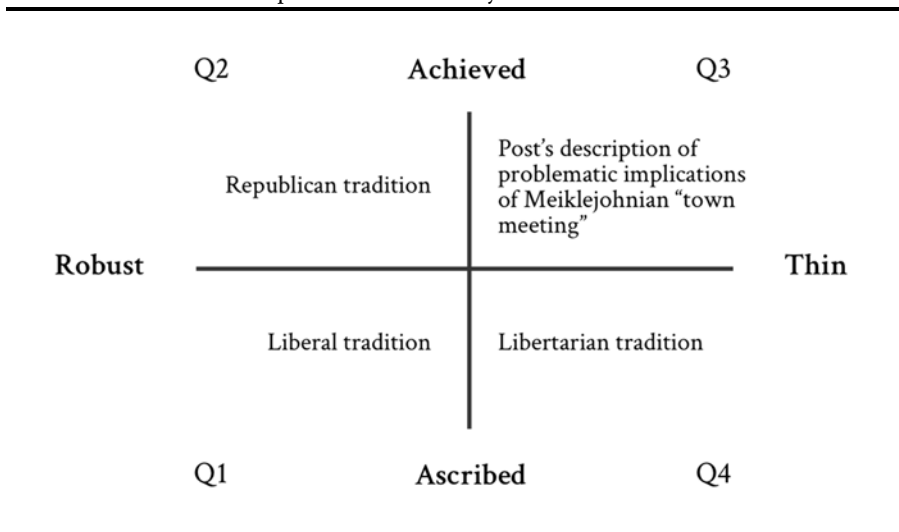 Q2 Achieved Q3
Post’s description of
problematic implications
of Meiklejohnian “town
meeting”
Republican tradition
Robust Thin
Liberal tradition Libertarian tradition
Q1 Ascribed Q4